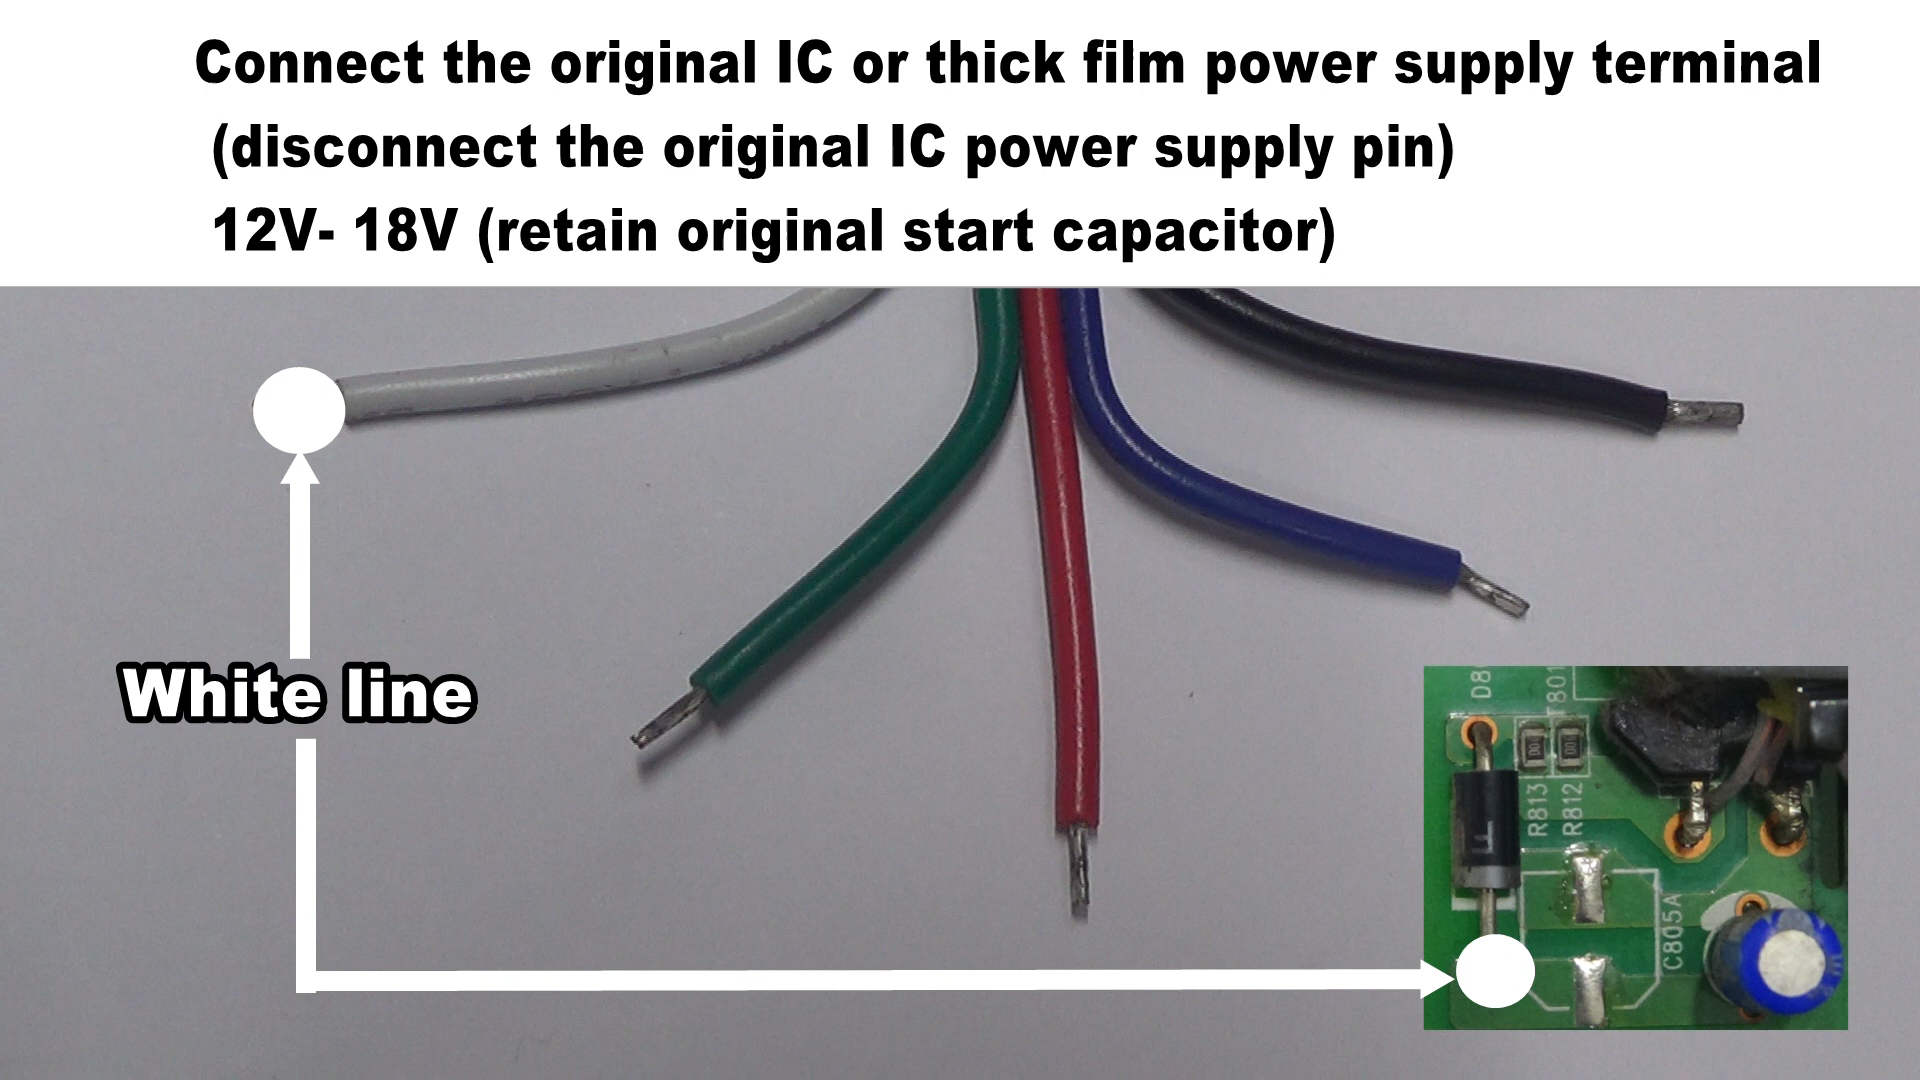 Connect the original IC or thick film power supply terminal
(disconnect the original IC power supply pin)
12V- 18V (retain original start capacitor)
White line
R813
R812
C805A